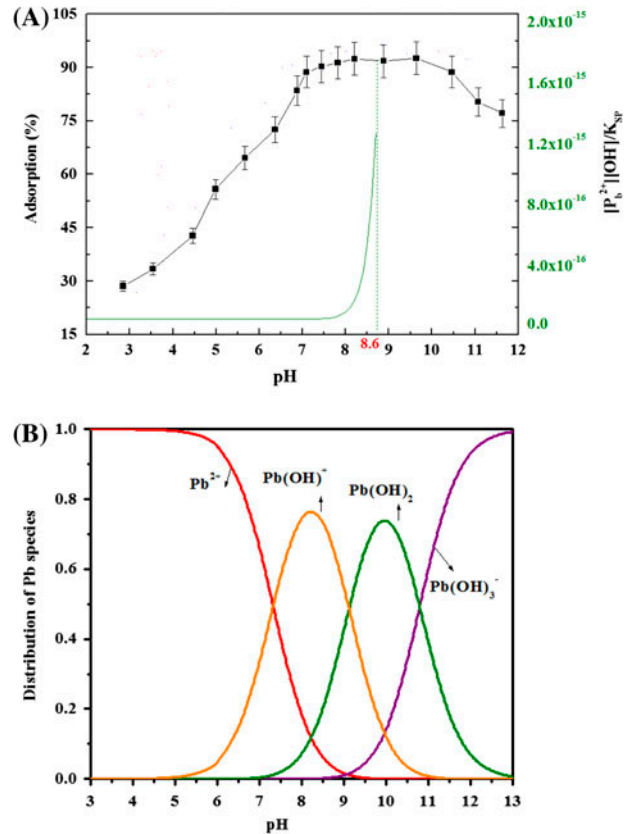 (A)
105
90
75
60
45
30
15
Adsorption (%)
2 3 4 5 6 7 8 9 10 11 12
8.6
pH
2.0x10⁻¹⁵
1.6x10⁻¹⁵
1.2x10⁻¹⁵
8.0x10⁻¹⁶
4.0x10⁻¹⁶
0.0
[P_b²⁺][OH⁻]/K_SP
(B)
1.0
0.8
0.6
0.4
0.2
0.0
Distribution of Pb species
Pb²⁺
Pb(OH)⁺
Pb(OH)₂
Pb(OH)₃⁻
3 4 5 6 7 8 9 10 11 12 13
pH